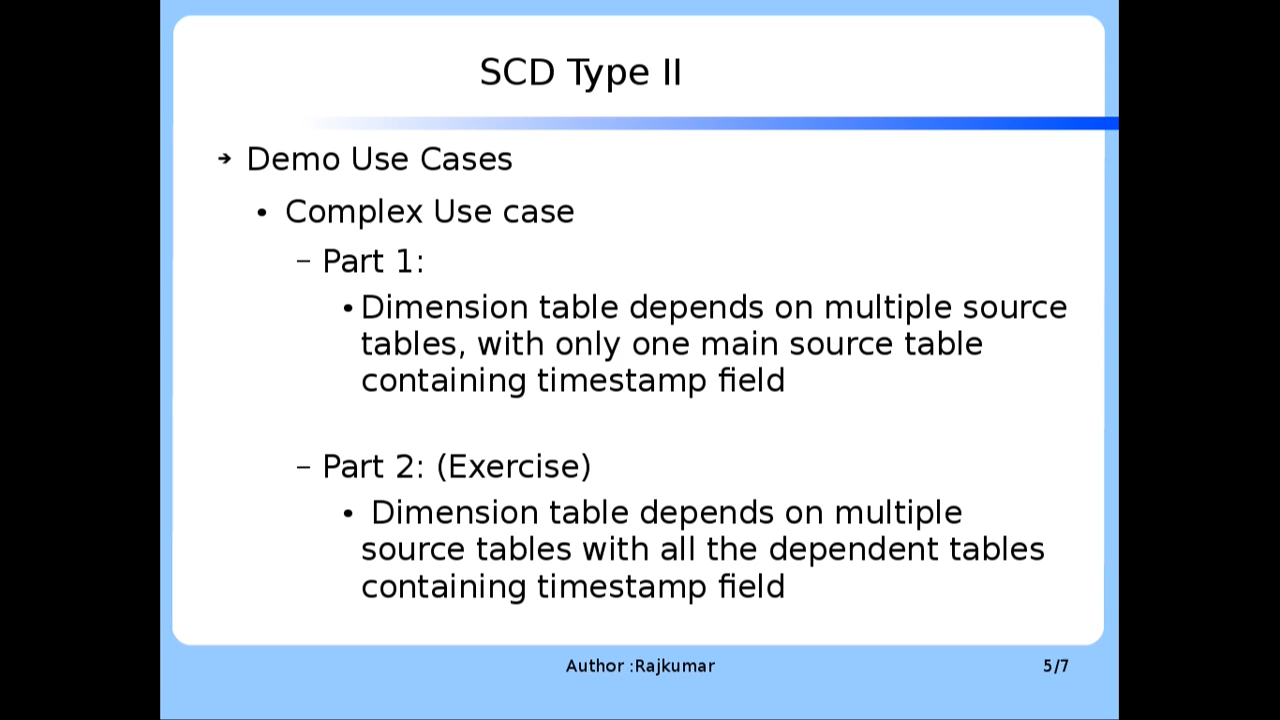 SCD Type II
➔ Demo Use Cases
• Complex Use case
– Part 1:
• Dimension table depends on multiple source
tables, with only one main source table
containing timestamp field
– Part 2: (Exercise)
• Dimension table depends on multiple
source tables with all the dependent tables
containing timestamp field
Author :Rajkumar
5/7